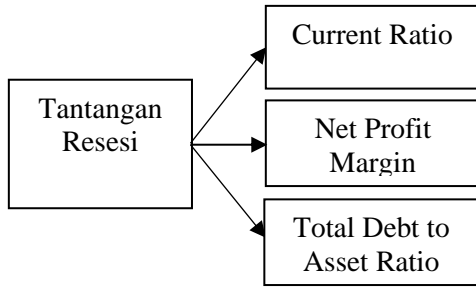 Current Ratio
Tantangan
Resesi
Net Profit
Margin
Total Debt to
Asset Ratio